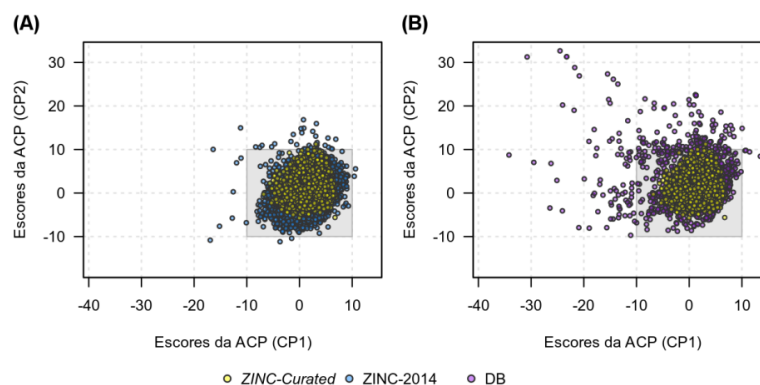 (A)
(B)
Escores da ACP (CP2)
30
20
10
0
-10
-40
-30
-20
-10
0
10
Escores da ACP (CP1)
Escores da ACP (CP2)
30
20
10
0
-10
-40
-30
-20
-10
0
10
Escores da ACP (CP1)
ZINC-Curated
ZINC-2014
DB